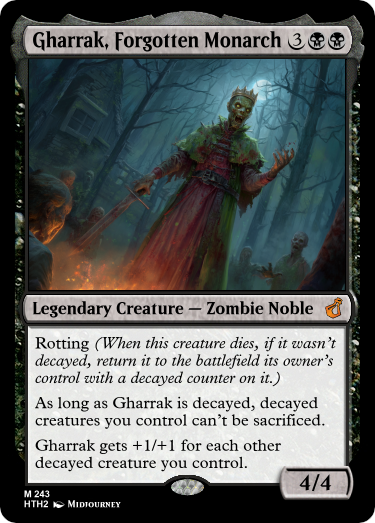 Gharrak, Forgotten Monarch 3
Legendary Creature — Zombie Noble
Rotting (When this creature dies, if it wasn't
decayed, return it to the battlefield its owner's
control with a decayed counter on it.)
As long as Gharrak is decayed, decayed
creatures you control can't be sacrificed.
Gharrak gets +1/+1 for each other
decayed creature you control.
4/4
M 243
HTH2 Midjourney